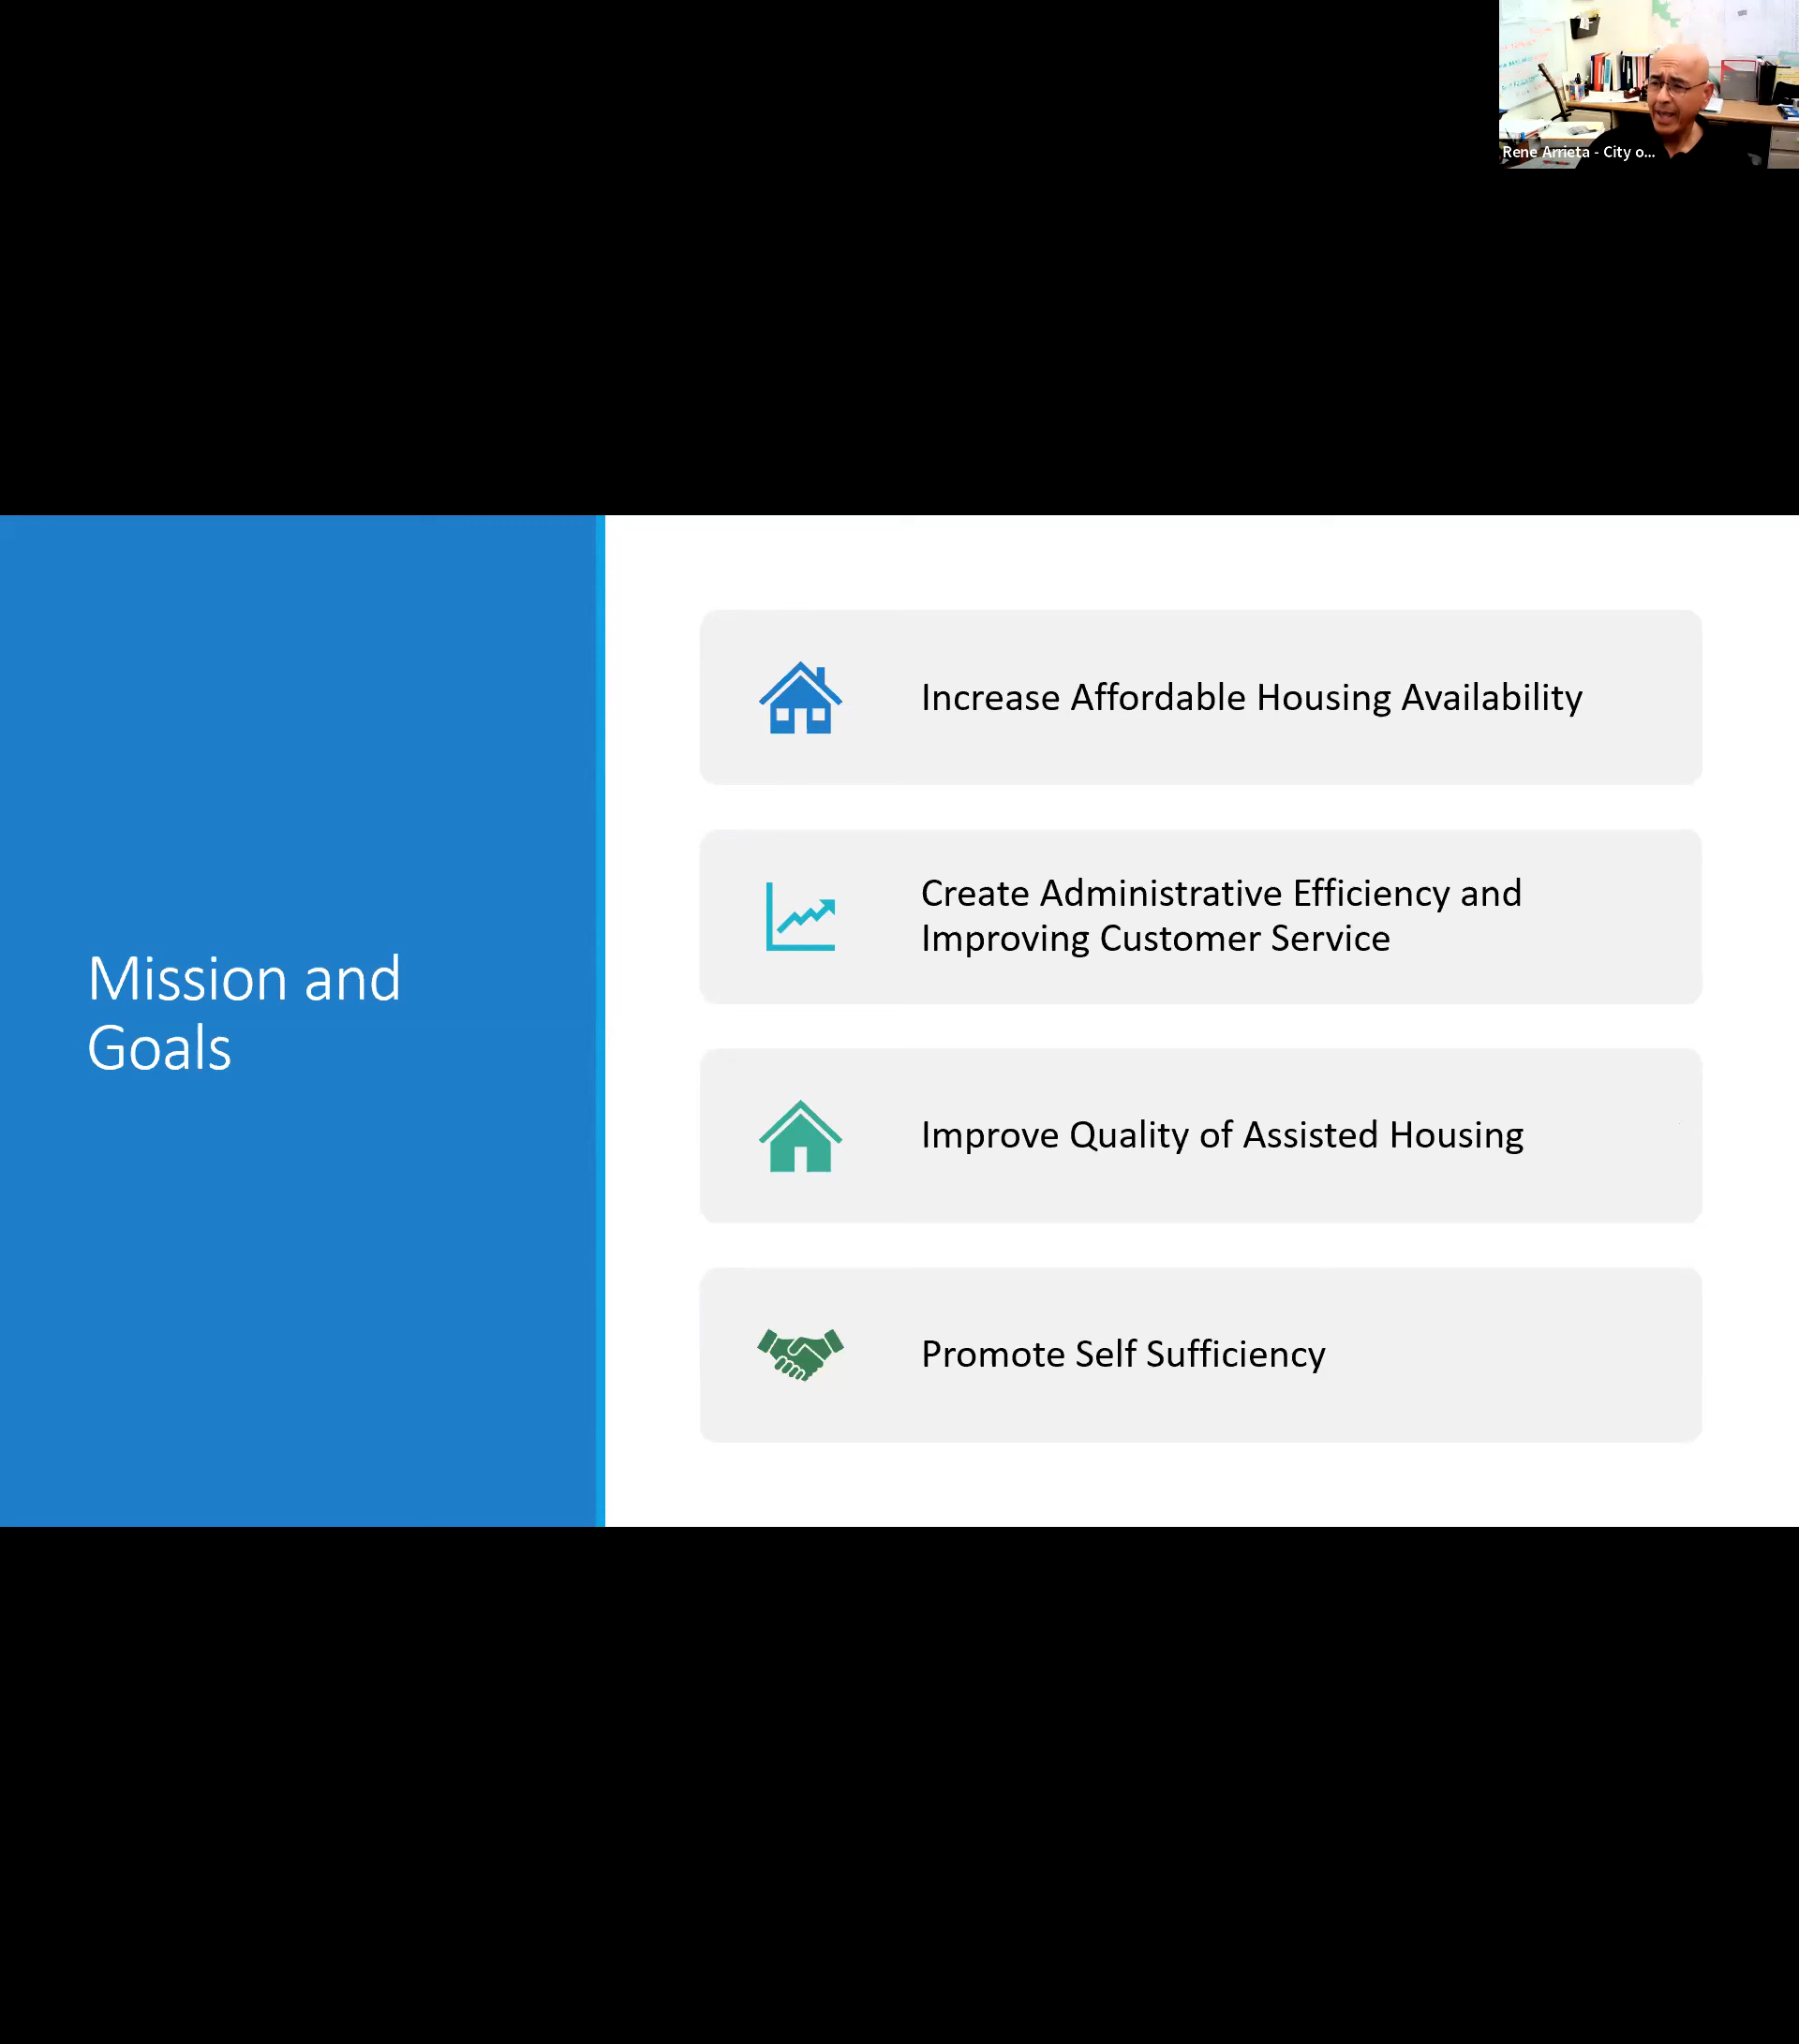 Rene Arrieta - City o...
Mission and
Goals
Increase Affordable Housing Availability
Create Administrative Efficiency and
Improving Customer Service
Improve Quality of Assisted Housing
Promote Self Sufficiency